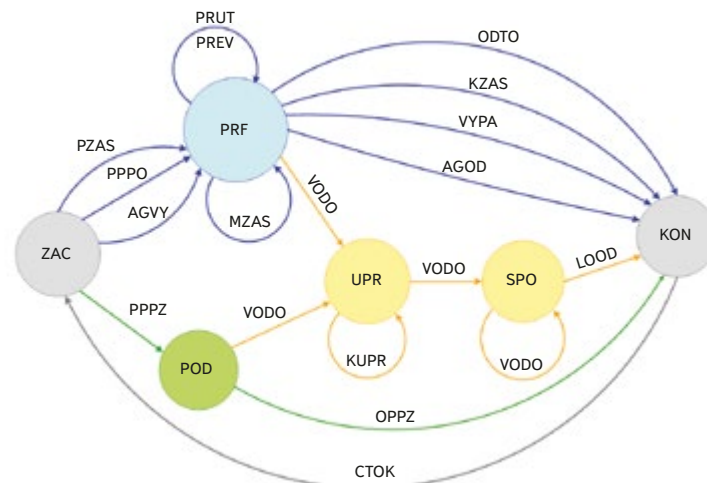 PRUT
PREV
ODTO
KZAS
VYPA
AGOD
PRF
PZAS
PPPO
AGVY
MZAS
VODO
ZAC
KON
UPR
VODO
SPO
LOOD
PPPZ
VODO
POD
KUPR
VODO
OPPZ
CTOK